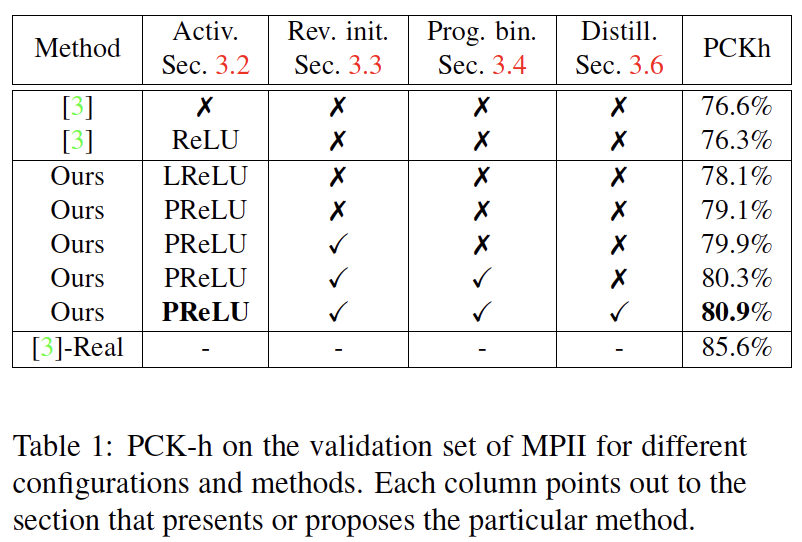 Method Activ. Sec. 3.2 Rev. init. Sec. 3.3 Prog. bin. Sec. 3.4 Distill. Sec. 3.6 PCKh
[3] ✗ ✗ ✗ ✗ 76.6%
[3] ReLU ✗ ✗ ✗ 76.3%
Ours LReLU ✗ ✗ ✗ 78.1%
Ours PReLU ✗ ✗ ✗ 79.1%
Ours PReLU ✓ ✗ ✗ 79.9%
Ours PReLU ✓ ✓ ✗ 80.3%
Ours PReLU ✓ ✓ ✓ 80.9%
[3]-Real - - - - 85.6%
Table 1: PCK-h on the validation set of MPII for different
configurations and methods. Each column points out to the
section that presents or proposes the particular method.